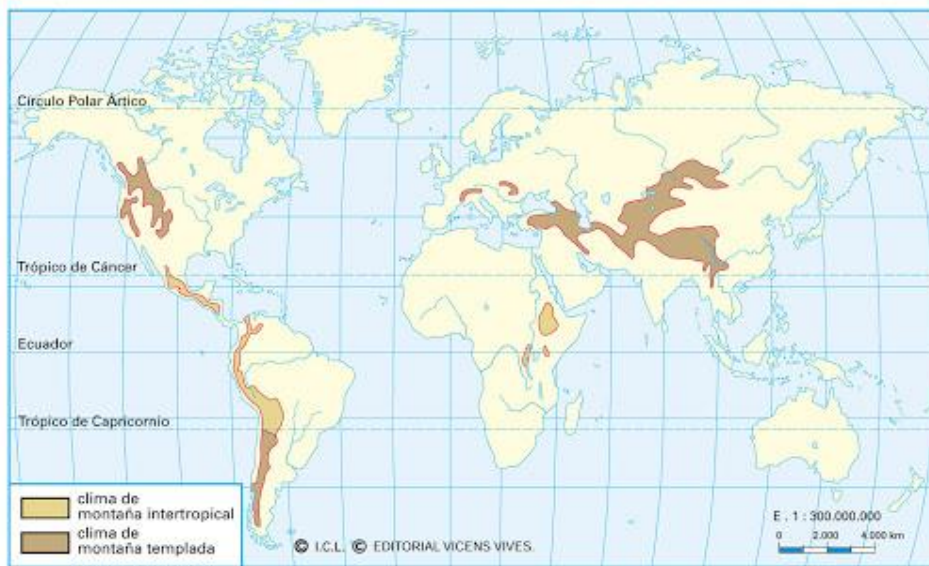 Círculo Polar Ártico
Trópico de Cáncer
Ecuador
Trópico de Capricornio
clima de
montaña intertropical
clima de
montaña templada
© I.C.L. © EDITORIAL VICENS VIVES.
E . 1 : 300.000.000
0 2.000 4.000 km